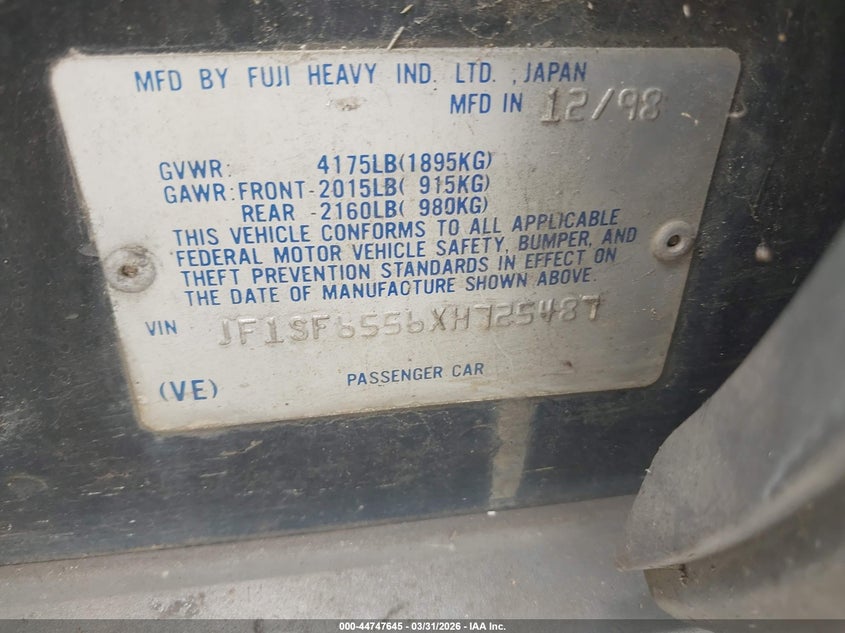 MFD BY FUJI HEAVY IND. LTD. , JAPAN
MFD IN 12/98
GVWR: 4175LB(1895KG)
GAWR:FRONT-2015LB( 915KG)
REAR -2160LB( 980KG)
THIS VEHICLE CONFORMS TO ALL APPLICABLE
FEDERAL MOTOR VEHICLE SAFETY, BUMPER, AND
THEFT PREVENTION STANDARDS IN EFFECT ON
THE DATE OF MANUFACTURE SHOWN ABOVE.
VIN JF1SF6556XH725487
(VE) PASSENGER CAR
000-44747645 - 03/31/2026 - IAA Inc.